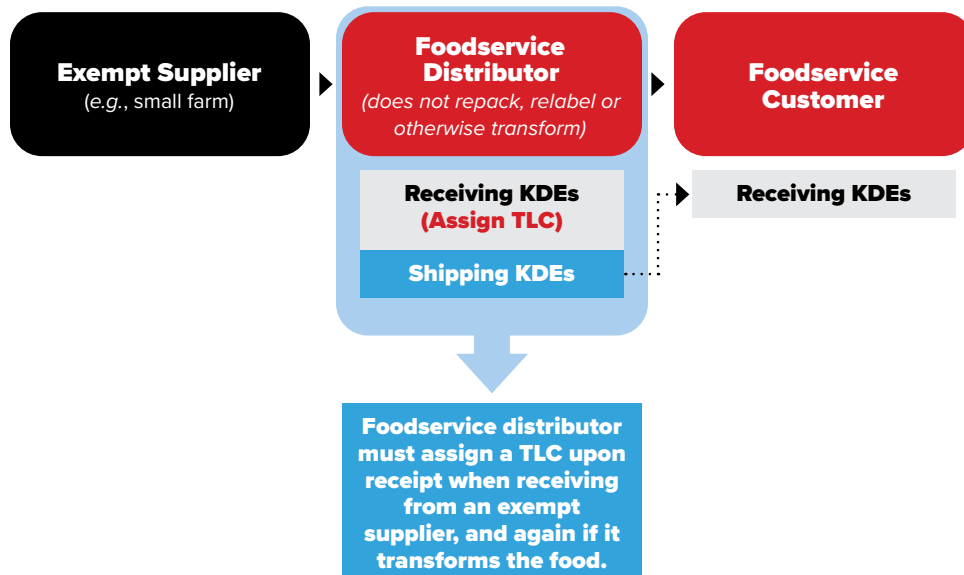 Exempt Supplier
(e.g., small farm)
Foodservice
Distributor
(does not repack, relabel or
otherwise transform)
Foodservice
Customer
Receiving KDEs
(Assign TLC)
Shipping KDEs
Receiving KDEs
Foodservice distributor
must assign a TLC upon
receipt when receiving
from an exempt
supplier, and again if it
transforms the food.